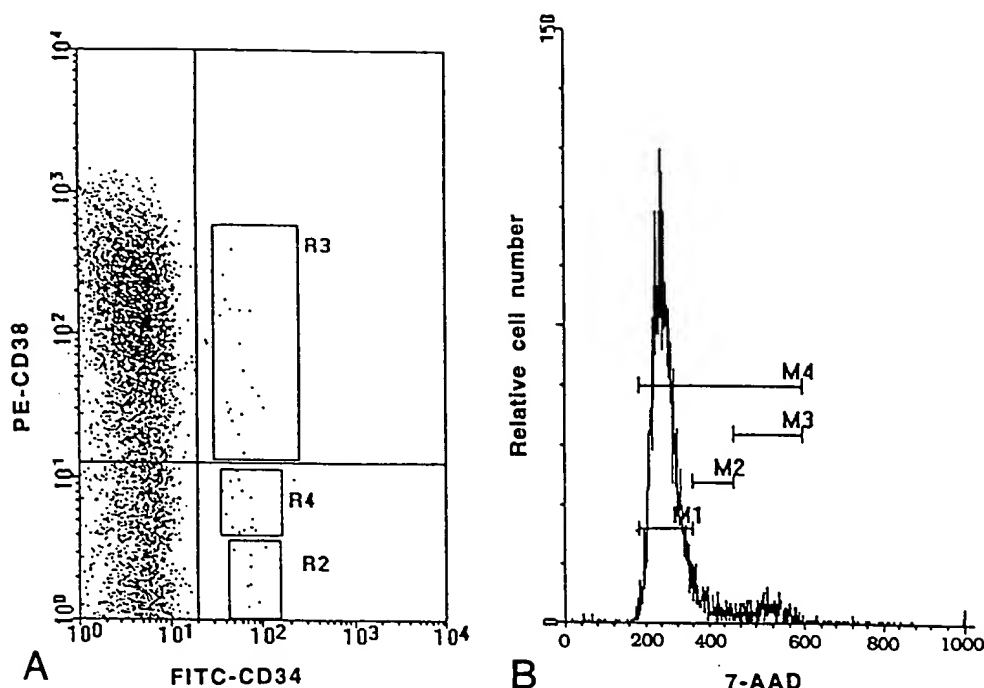 10⁴
10³
10²
10¹
10⁰
PE-CD38
R3
R4
R2
10⁰ 10¹ 10² 10³ 10⁴
FITC-CD34
A
150
0
Relative cell number
M4
M3
M2
M1
0 200 400 600 800 1000
7-AAD
B